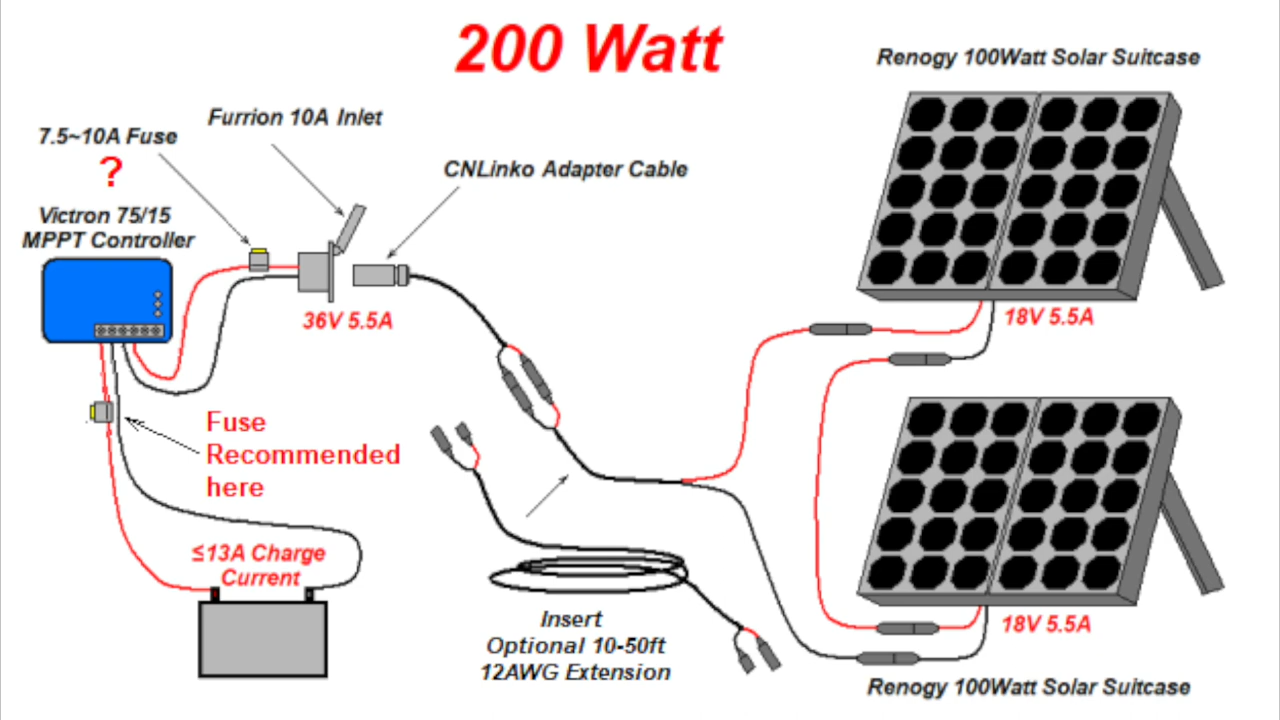 200 Watt
Renogy 100Watt Solar Suitcase
Furrion 10A Inlet
7.5~10A Fuse
?
CNLinko Adapter Cable
Victron 75/15
MPPT Controller
36V 5.5A
18V 5.5A
Fuse
Recommended
here
≤13A Charge
Current
Insert
Optional 10-50ft
12AWG Extension
18V 5.5A
Renogy 100Watt Solar Suitcase